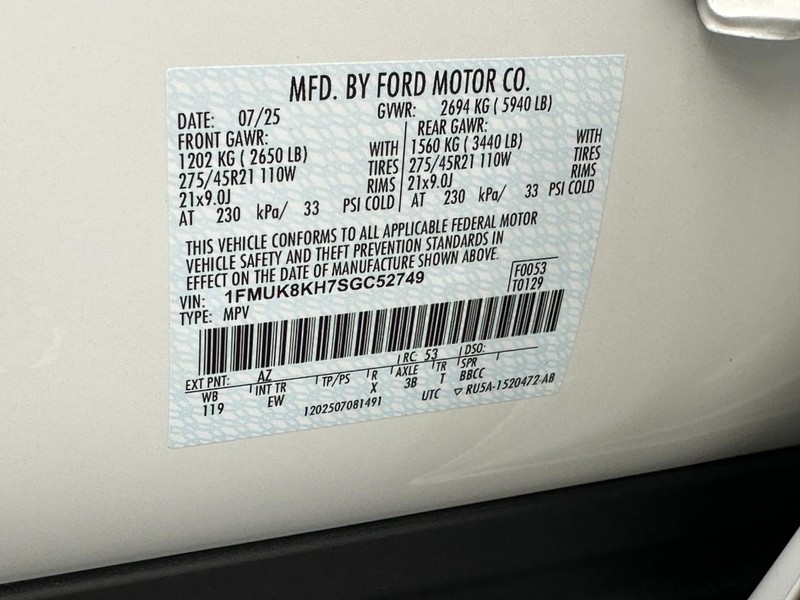 MFD. BY FORD MOTOR CO.
DATE: 07/25 GVWR: 2694 KG ( 5940 LB)
FRONT GAWR: REAR GAWR:
1202 KG ( 2650 LB) WITH 1560 KG ( 3440 LB) WITH
275/45R21 110W TIRES 275/45R21 110W TIRES
21x9.0J RIMS 21x9.0J RIMS
AT 230 kPa/ 33 PSI COLD AT 230 kPa/ 33 PSI COLD
THIS VEHICLE CONFORMS TO ALL APPLICABLE FEDERAL MOTOR
VEHICLE SAFETY AND THEFT PREVENTION STANDARDS IN
EFFECT ON THE DATE OF MANUFACTURE SHOWN ABOVE.
VIN: 1FMUK8KH7SGC52749 F0053
TYPE: MPV T0129
EXT PNT: AZ RC: 53 DSO:
WB INT TR TP/PS R AXLE TR SPR
119 EW X 3B T BBCC
1202507081491 UTC ▽ RU5A-1520472-AB